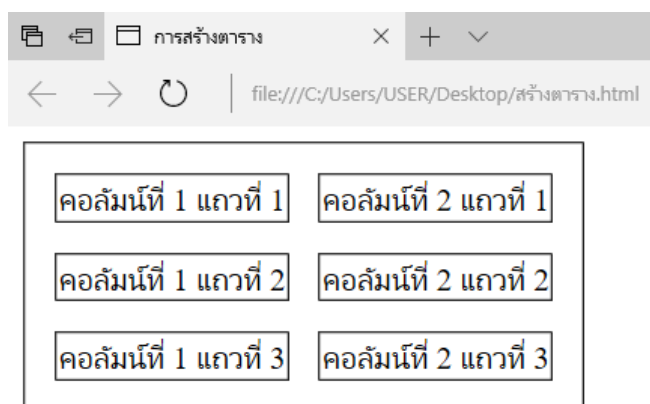 การสร้างตาราง
file:///C:/Users/USER/Desktop/สร้างตาราง.html
คอลัมน์ที่ 1 แถวที่ 1 คอลัมน์ที่ 2 แถวที่ 1
คอลัมน์ที่ 1 แถวที่ 2 คอลัมน์ที่ 2 แถวที่ 2
คอลัมน์ที่ 1 แถวที่ 3 คอลัมน์ที่ 2 แถวที่ 3